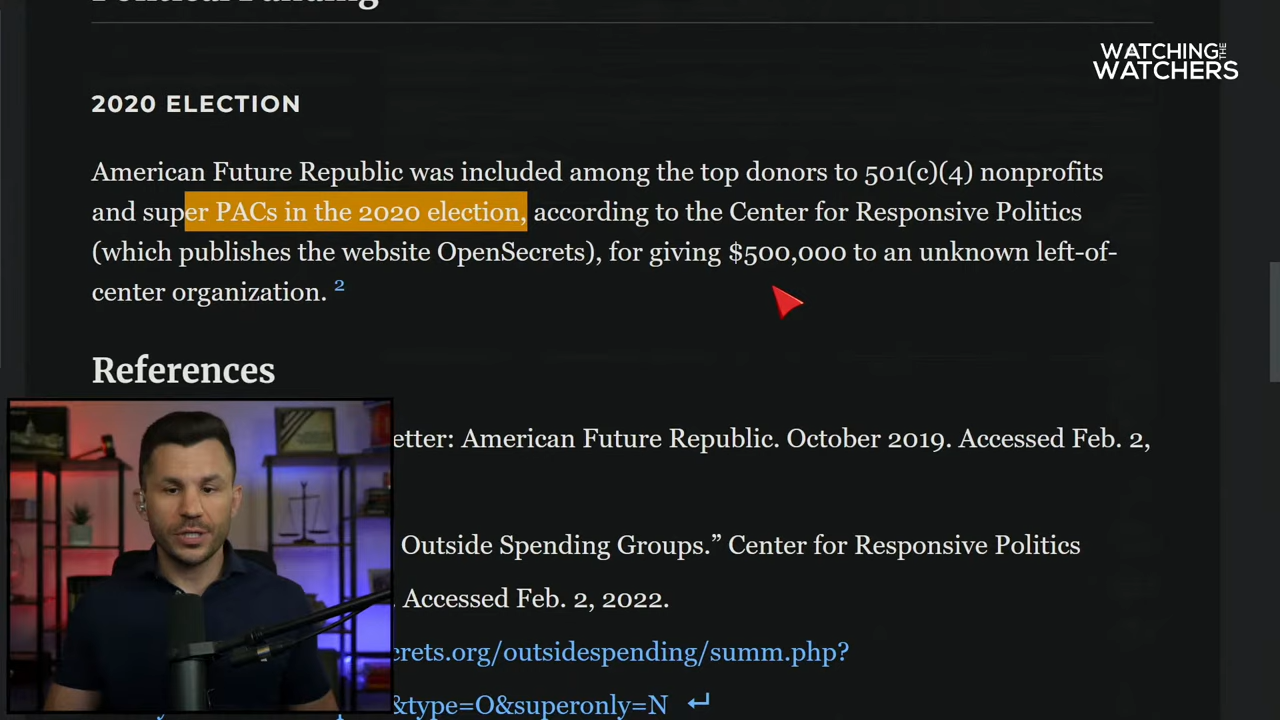 Political Funding
WATCHING THE
WATCHERS
2020 ELECTION
American Future Republic was included among the top donors to 501(c)(4) nonprofits
and super PACs in the 2020 election, according to the Center for Responsive Politics
(which publishes the website OpenSecrets), for giving $500,000 to an unknown left-of-
center organization. 2
References
etter: American Future Republic. October 2019. Accessed Feb. 2,
Outside Spending Groups.” Center for Responsive Politics
. Accessed Feb. 2, 2022.
crets.org/outsidespending/summ.php?
&type=O&superonly=N ↵